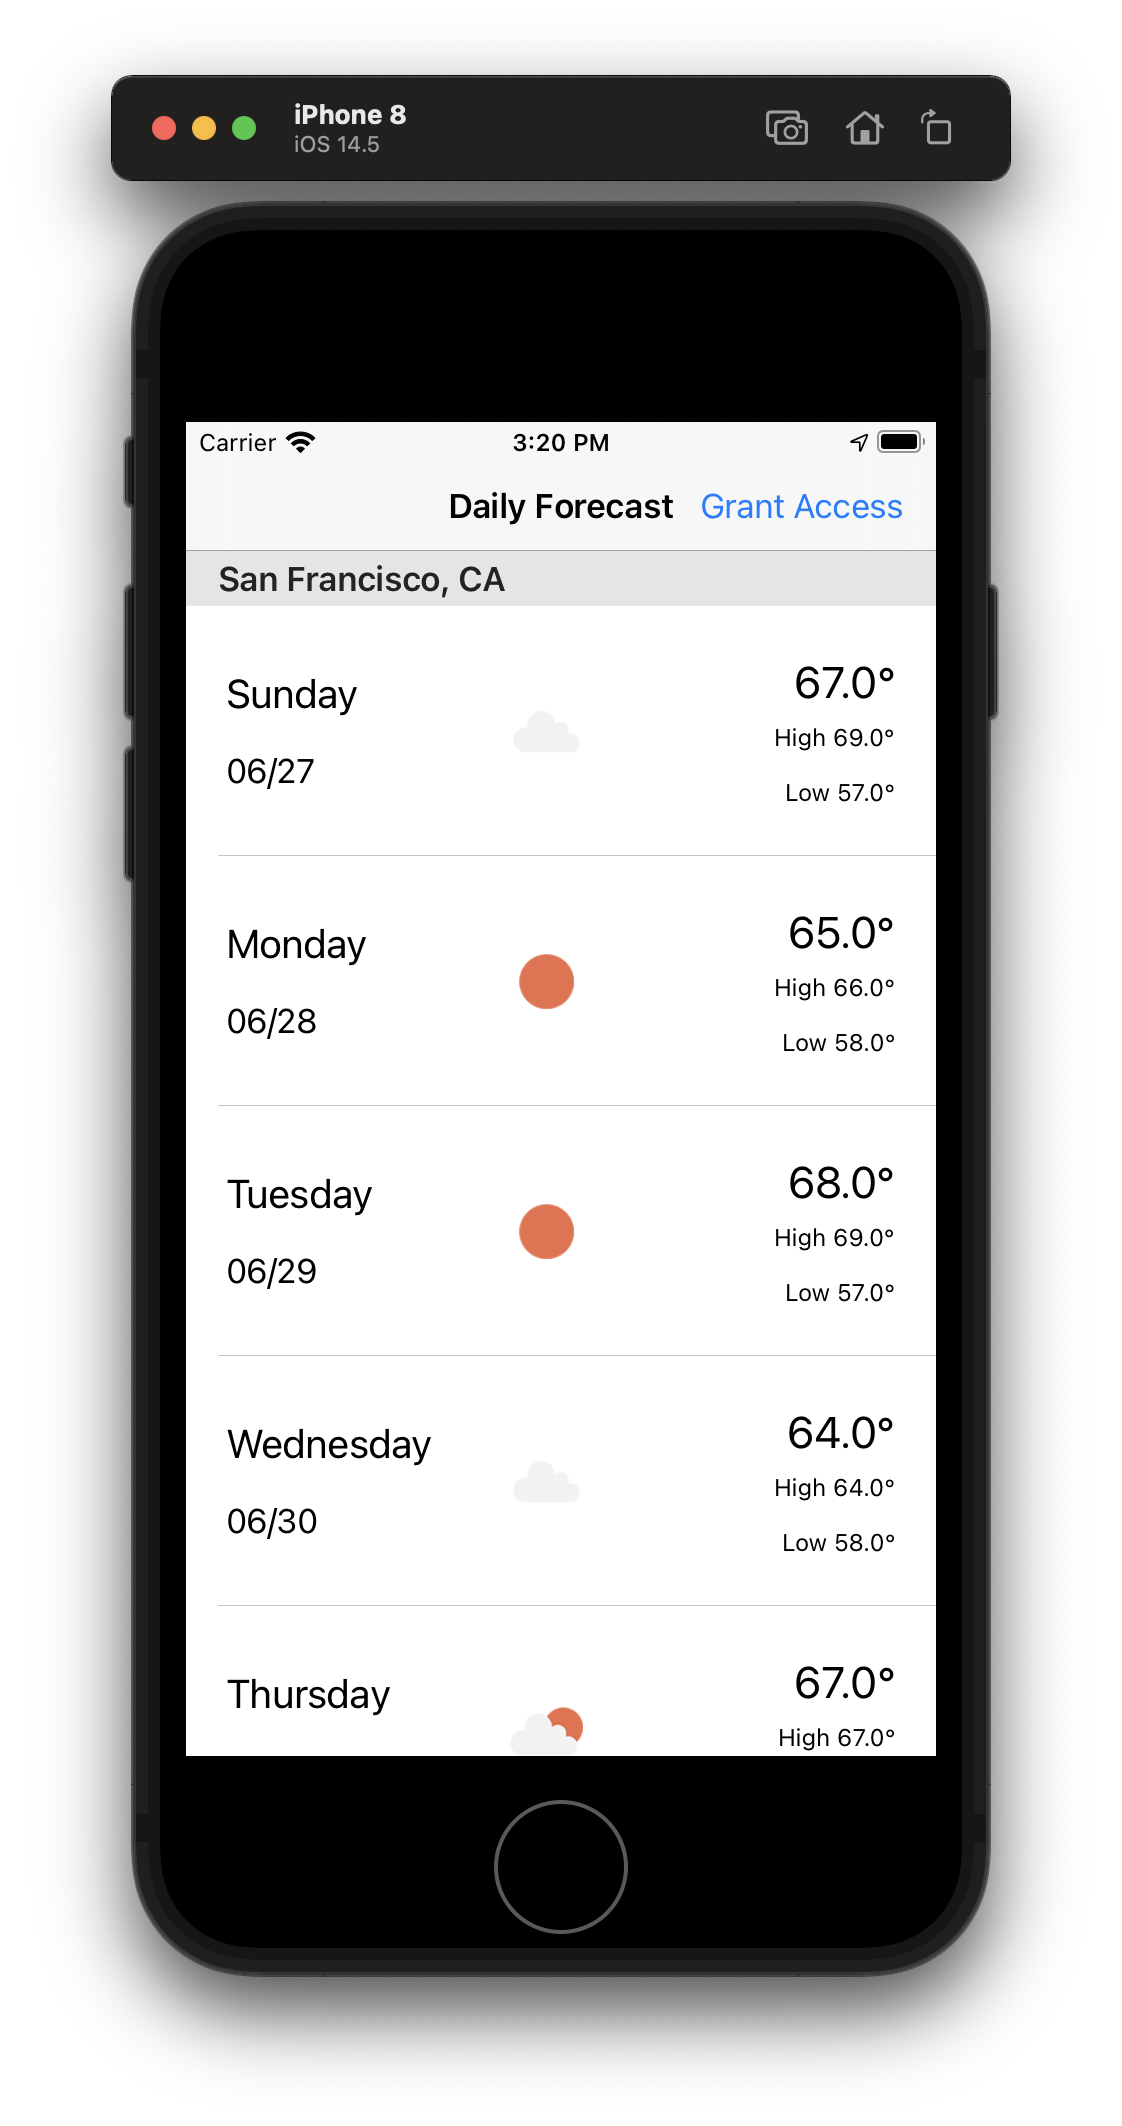 iPhone 8
iOS 14.5
Carrier 3:20 PM
Daily Forecast Grant Access
San Francisco, CA
Sunday
06/27
67.0°
High 69.0°
Low 57.0°
Monday
06/28
65.0°
High 66.0°
Low 58.0°
Tuesday
06/29
68.0°
High 69.0°
Low 57.0°
Wednesday
06/30
64.0°
High 64.0°
Low 58.0°
Thursday
67.0°
High 67.0°